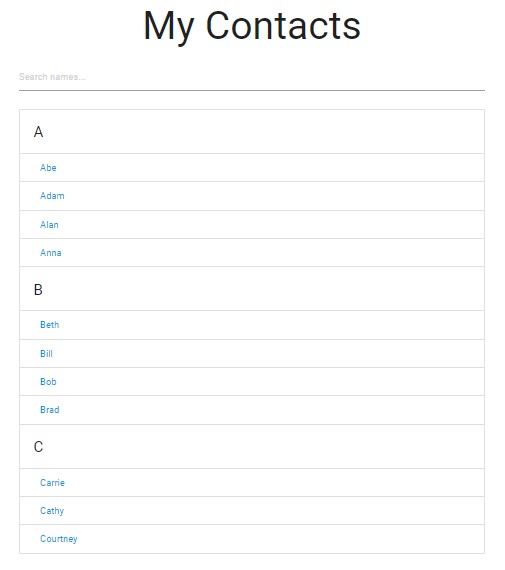 My Contacts
Search names...
A
Abe
Adam
Alan
Anna
B
Beth
Bill
Bob
Brad
C
Carrie
Cathy
Courtney